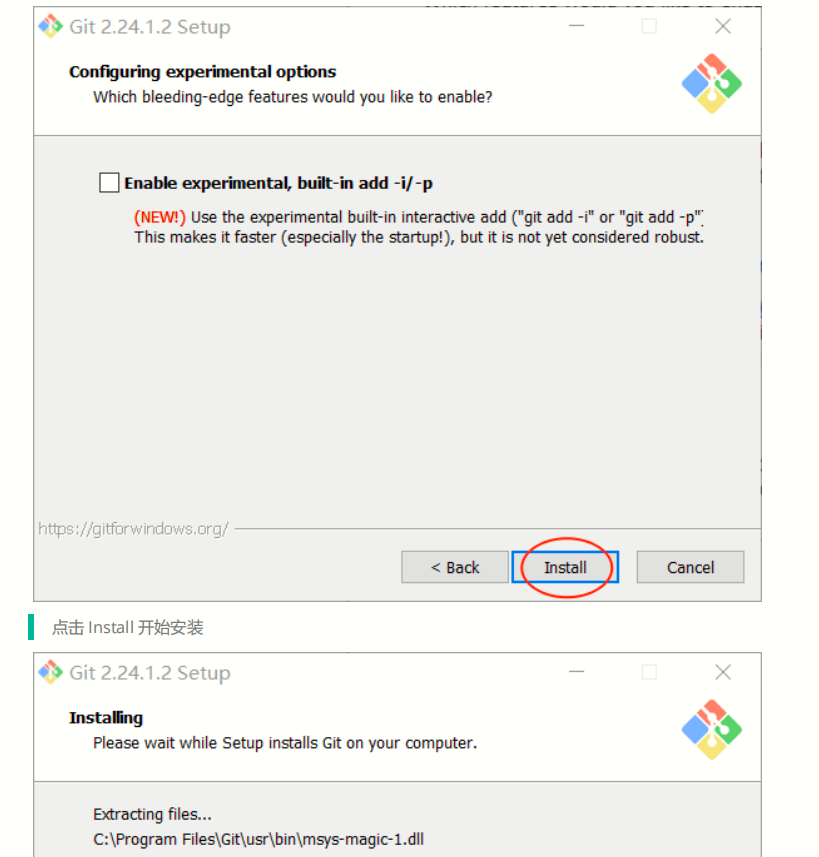 Git 2.24.1.2 Setup
Configuring experimental options
Which bleeding-edge features would you like to enable?
Enable experimental, built-in add -i/-p
(NEW!) Use the experimental built-in interactive add ("git add -i" or "git add -p")
This makes it faster (especially the startup!), but it is not yet considered robust.
https://gitforwindows.org/
< Back
Install
Cancel
点击 Install 开始安装
Git 2.24.1.2 Setup
Installing
Please wait while Setup installs Git on your computer.
Extracting files...
C:\Program Files\Git\usr\bin\msys-magic-1.dll